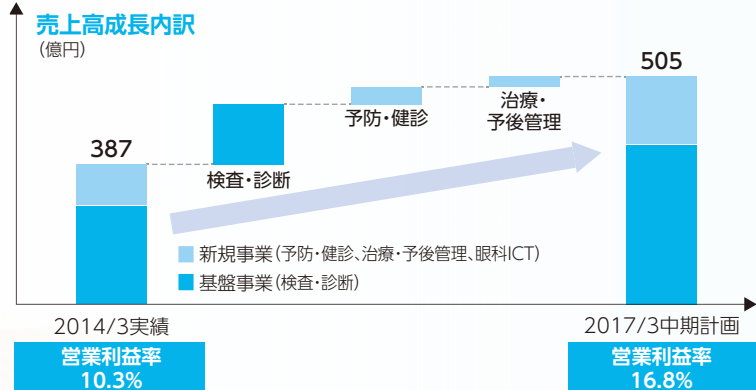 売上高成長内訳
(億円)
505
387
予防・健診
治療・
予後管理
検査・診断
新規事業(予防・健診、治療・予後管理、眼科ICT)
基盤事業(検査・診断)
2014/3実績
2017/3中期計画
営業利益率
10.3%
営業利益率
16.8%